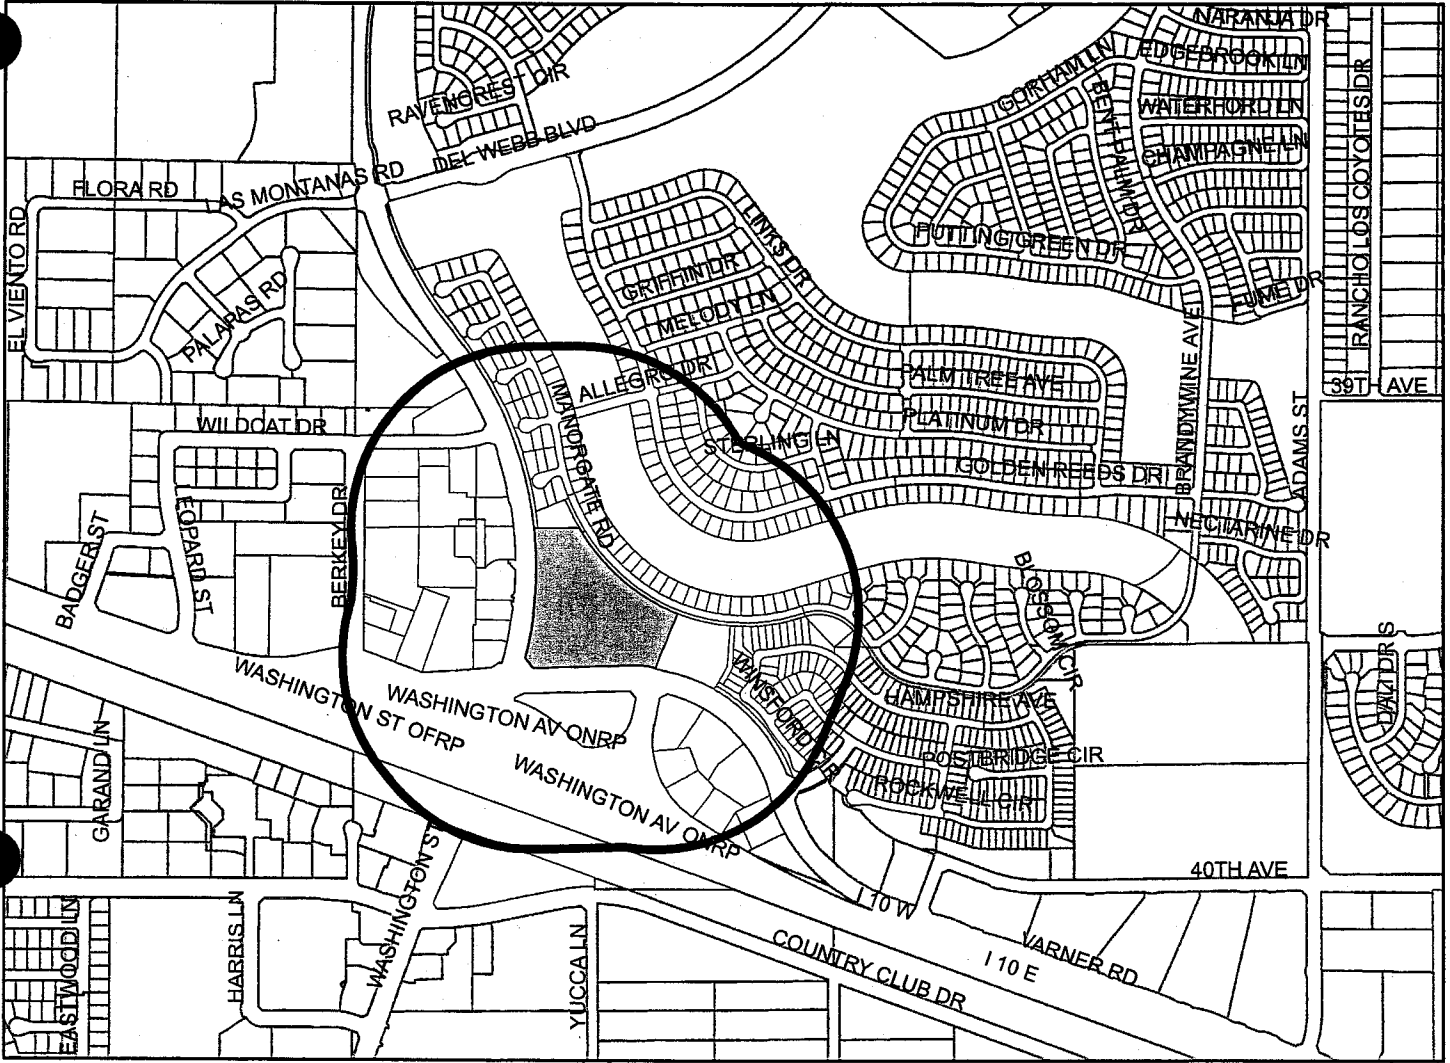 NARANJA DR
EDGEBROOK LN
GORHAM LN
BENT PALM DR
WATERFORD LN
CHAMPAGNE LN
RANCHO LOS COYOTES DR
RAVENCREST CIR
DEL WEBB BLVD
FLORA RD
LAS MONTANAS RD
EL VIENTO RD
PALAPAS RD
LINKS DR
GRIFFIN DR
MELODY LN
PUTTING GREEN DR
FUME DR
ALLEGRO DR
PALM TREE AVE
39TH AVE
MANORGATE RD
PLATINUM DR
BRANDYWINE AVE
ADAMS ST
WILDCAT DR
STERLING LN
GOLDEN REEDS DR
BERKEY DR
EOPARD ST
BADGER ST
NECTARINE DR
BLOSSOM CIR
WASHINGTON ST OFRP
WASHINGTON AV ONRP
WANSFORD CIR
HAMPSHIRE AVE
DALI DR S
GARAND LN
WASHINGTON AV ONRP
POSTBRIDGE CIR
ROCKWELL CIR
40TH AVE
WASHINGTON ST
I 10 W
EASTWOOD LN
HARRIS LN
YUCCA LN
COUNTRY CLUB DR
I 10 E
VARNER RD